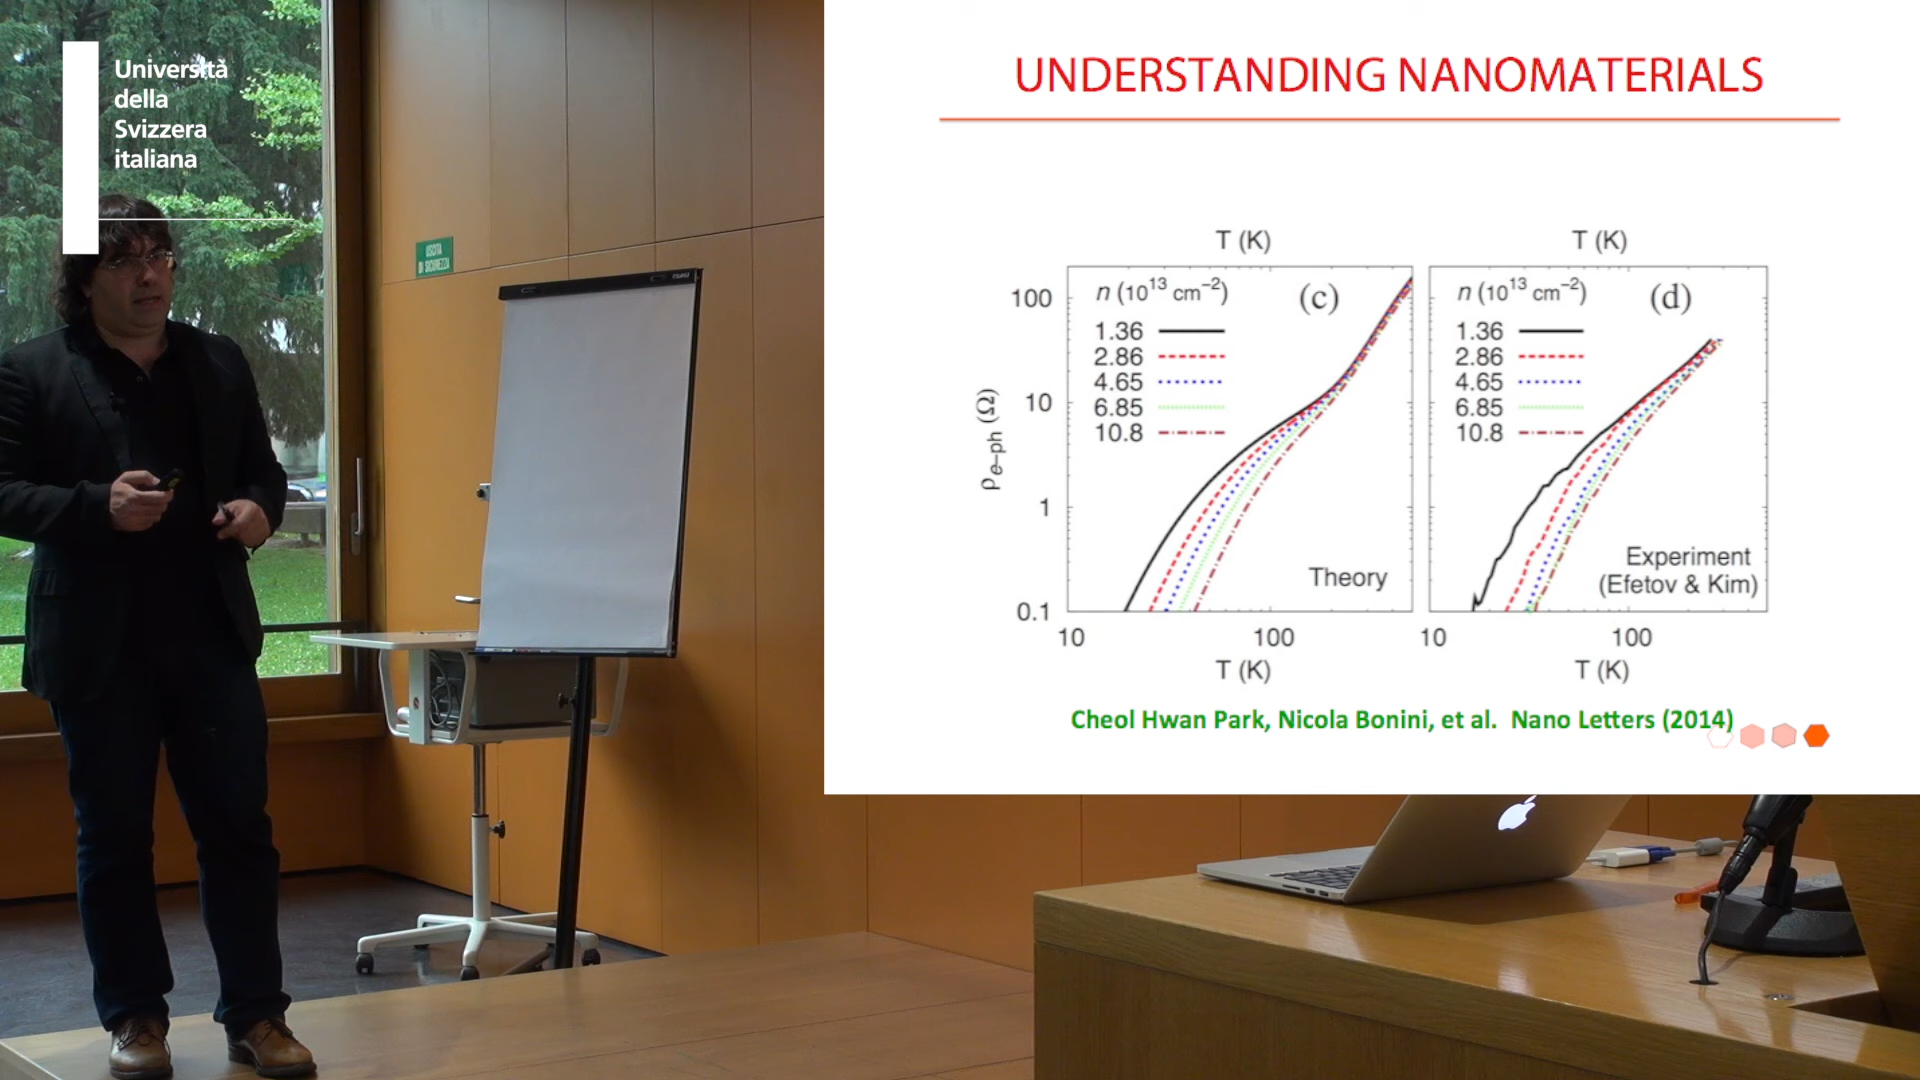 Università
della
Svizzera
italiana
USCITA
DI SICUREZZA
UNDERSTANDING NANOMATERIALS
T (K)
T (K)
n (10¹³ cm⁻²)
(c)
1.36
2.86
4.65
6.85
10.8
Theory
n (10¹³ cm⁻²)
(d)
1.36
2.86
4.65
6.85
10.8
Experiment
(Efetov & Kim)
ρe–ph (Ω)
100
10
1
0.1
10
100
10
100
T (K)
T (K)
Cheol Hwan Park, Nicola Bonini, et al. Nano Letters (2014)